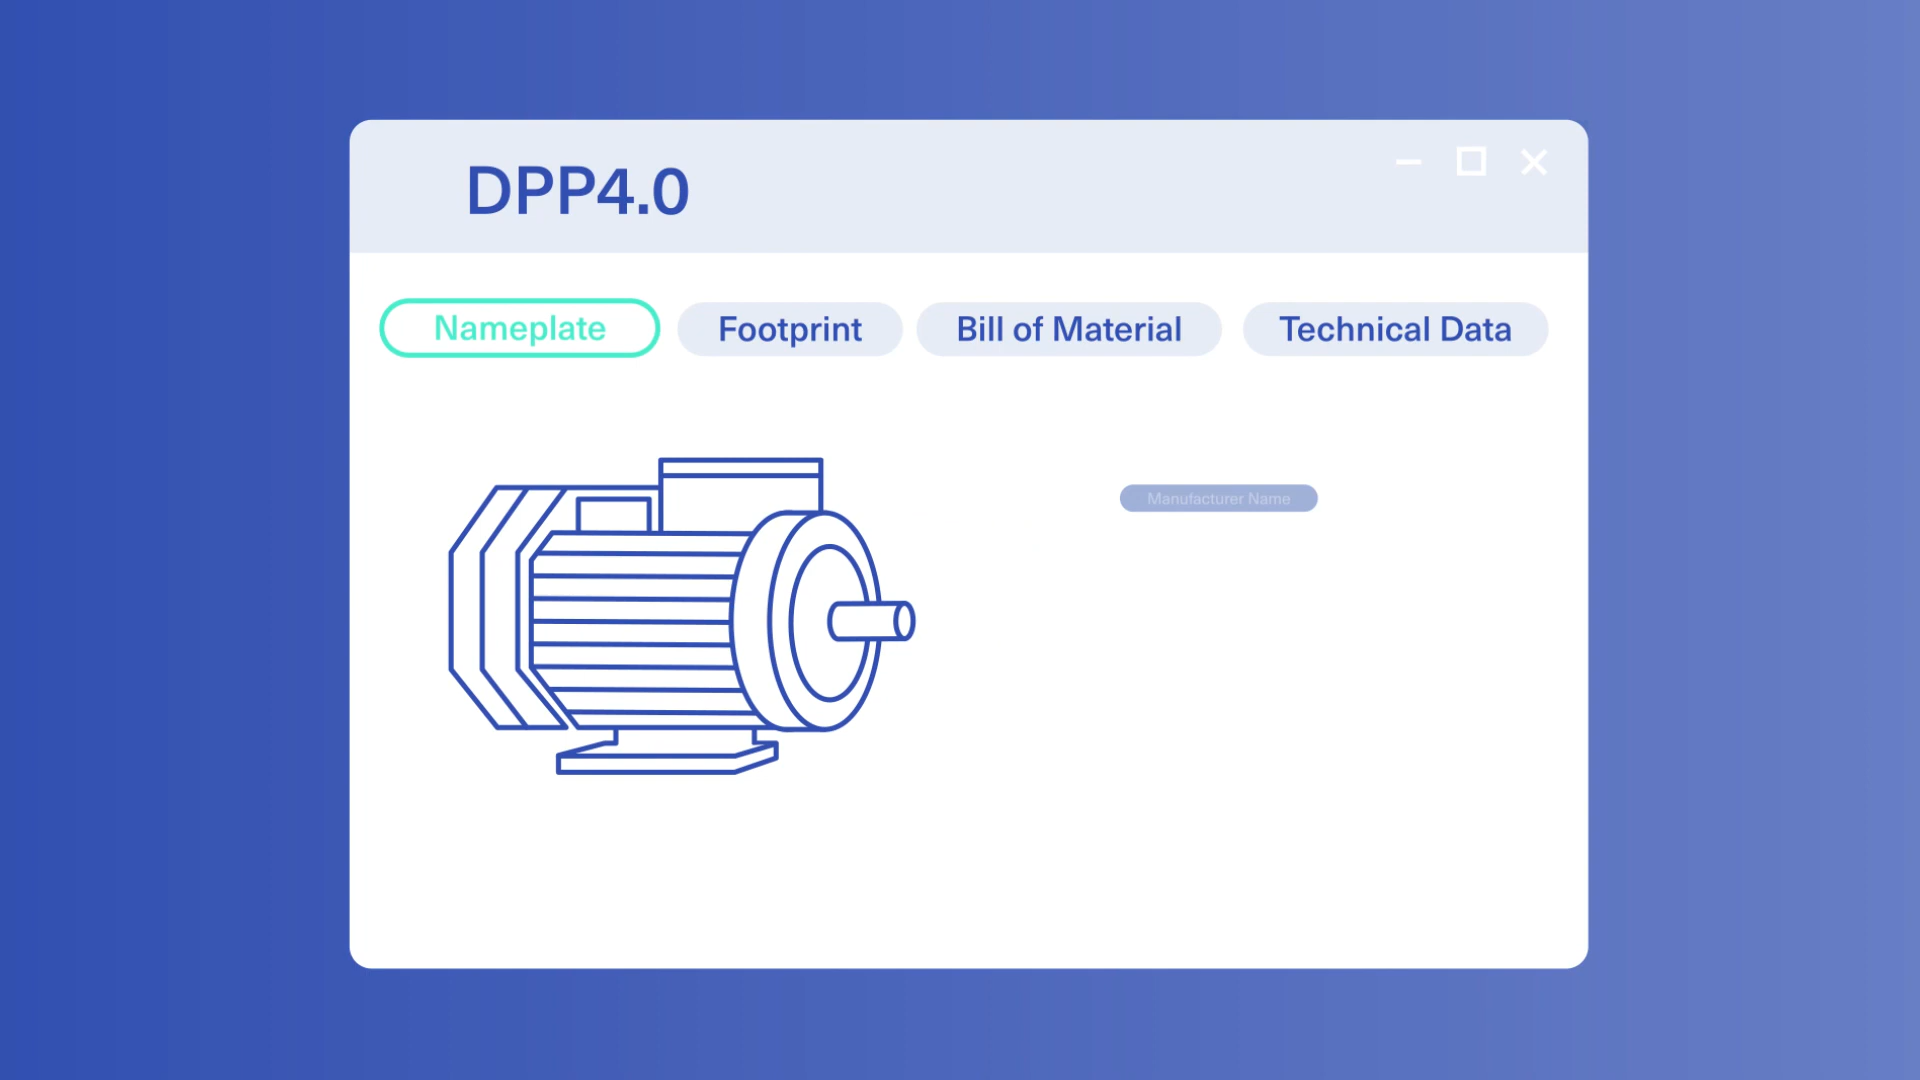 DPP4.0
Nameplate
Footprint
Bill of Material
Technical Data
Manufacturer Name